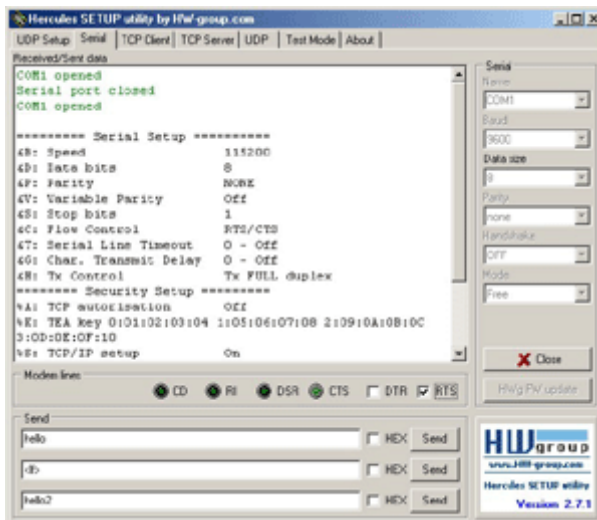 Hercules SETUP utility by HW-group.com
UDP Setup Serial TCP Client TCP Server UDP Test Mode About
Received/Sent data
COM1 opened
Serial port closed
COM1 opened
========= Serial Setup ==========
&B: Speed 115200
&D: Data bits 8
&P: Parity NONE
&V: Variable Parity Off
&S: Stop bits 1
&C: Flow Control RTS/CTS
&T: Serial Line Timeout 0 - Off
&G: Char. Transmit Delay 0 - Off
&H: Tx Control Tx FULL duplex
======== Security Setup =========
%A: TCP autorisation Off
%K: TEA key 0:01:02:03:04 1:05:06:07:08 2:09:0A:0B:0C
3:0D:0E:0F:10
%S: TCP/IP setup On
Serial
Name
COM1
Baud
9600
Data size
8
Parity
none
Handshake
OFF
Mode
Free
Close
HWg FW update
Modem lines
CD RI DSR CTS DTR RTS
Send
hello HEX Send
HEX Send
hello2 HEX Send
HW group
www.HW-group.com
Hercules SETUP utility
Version 2.7.1